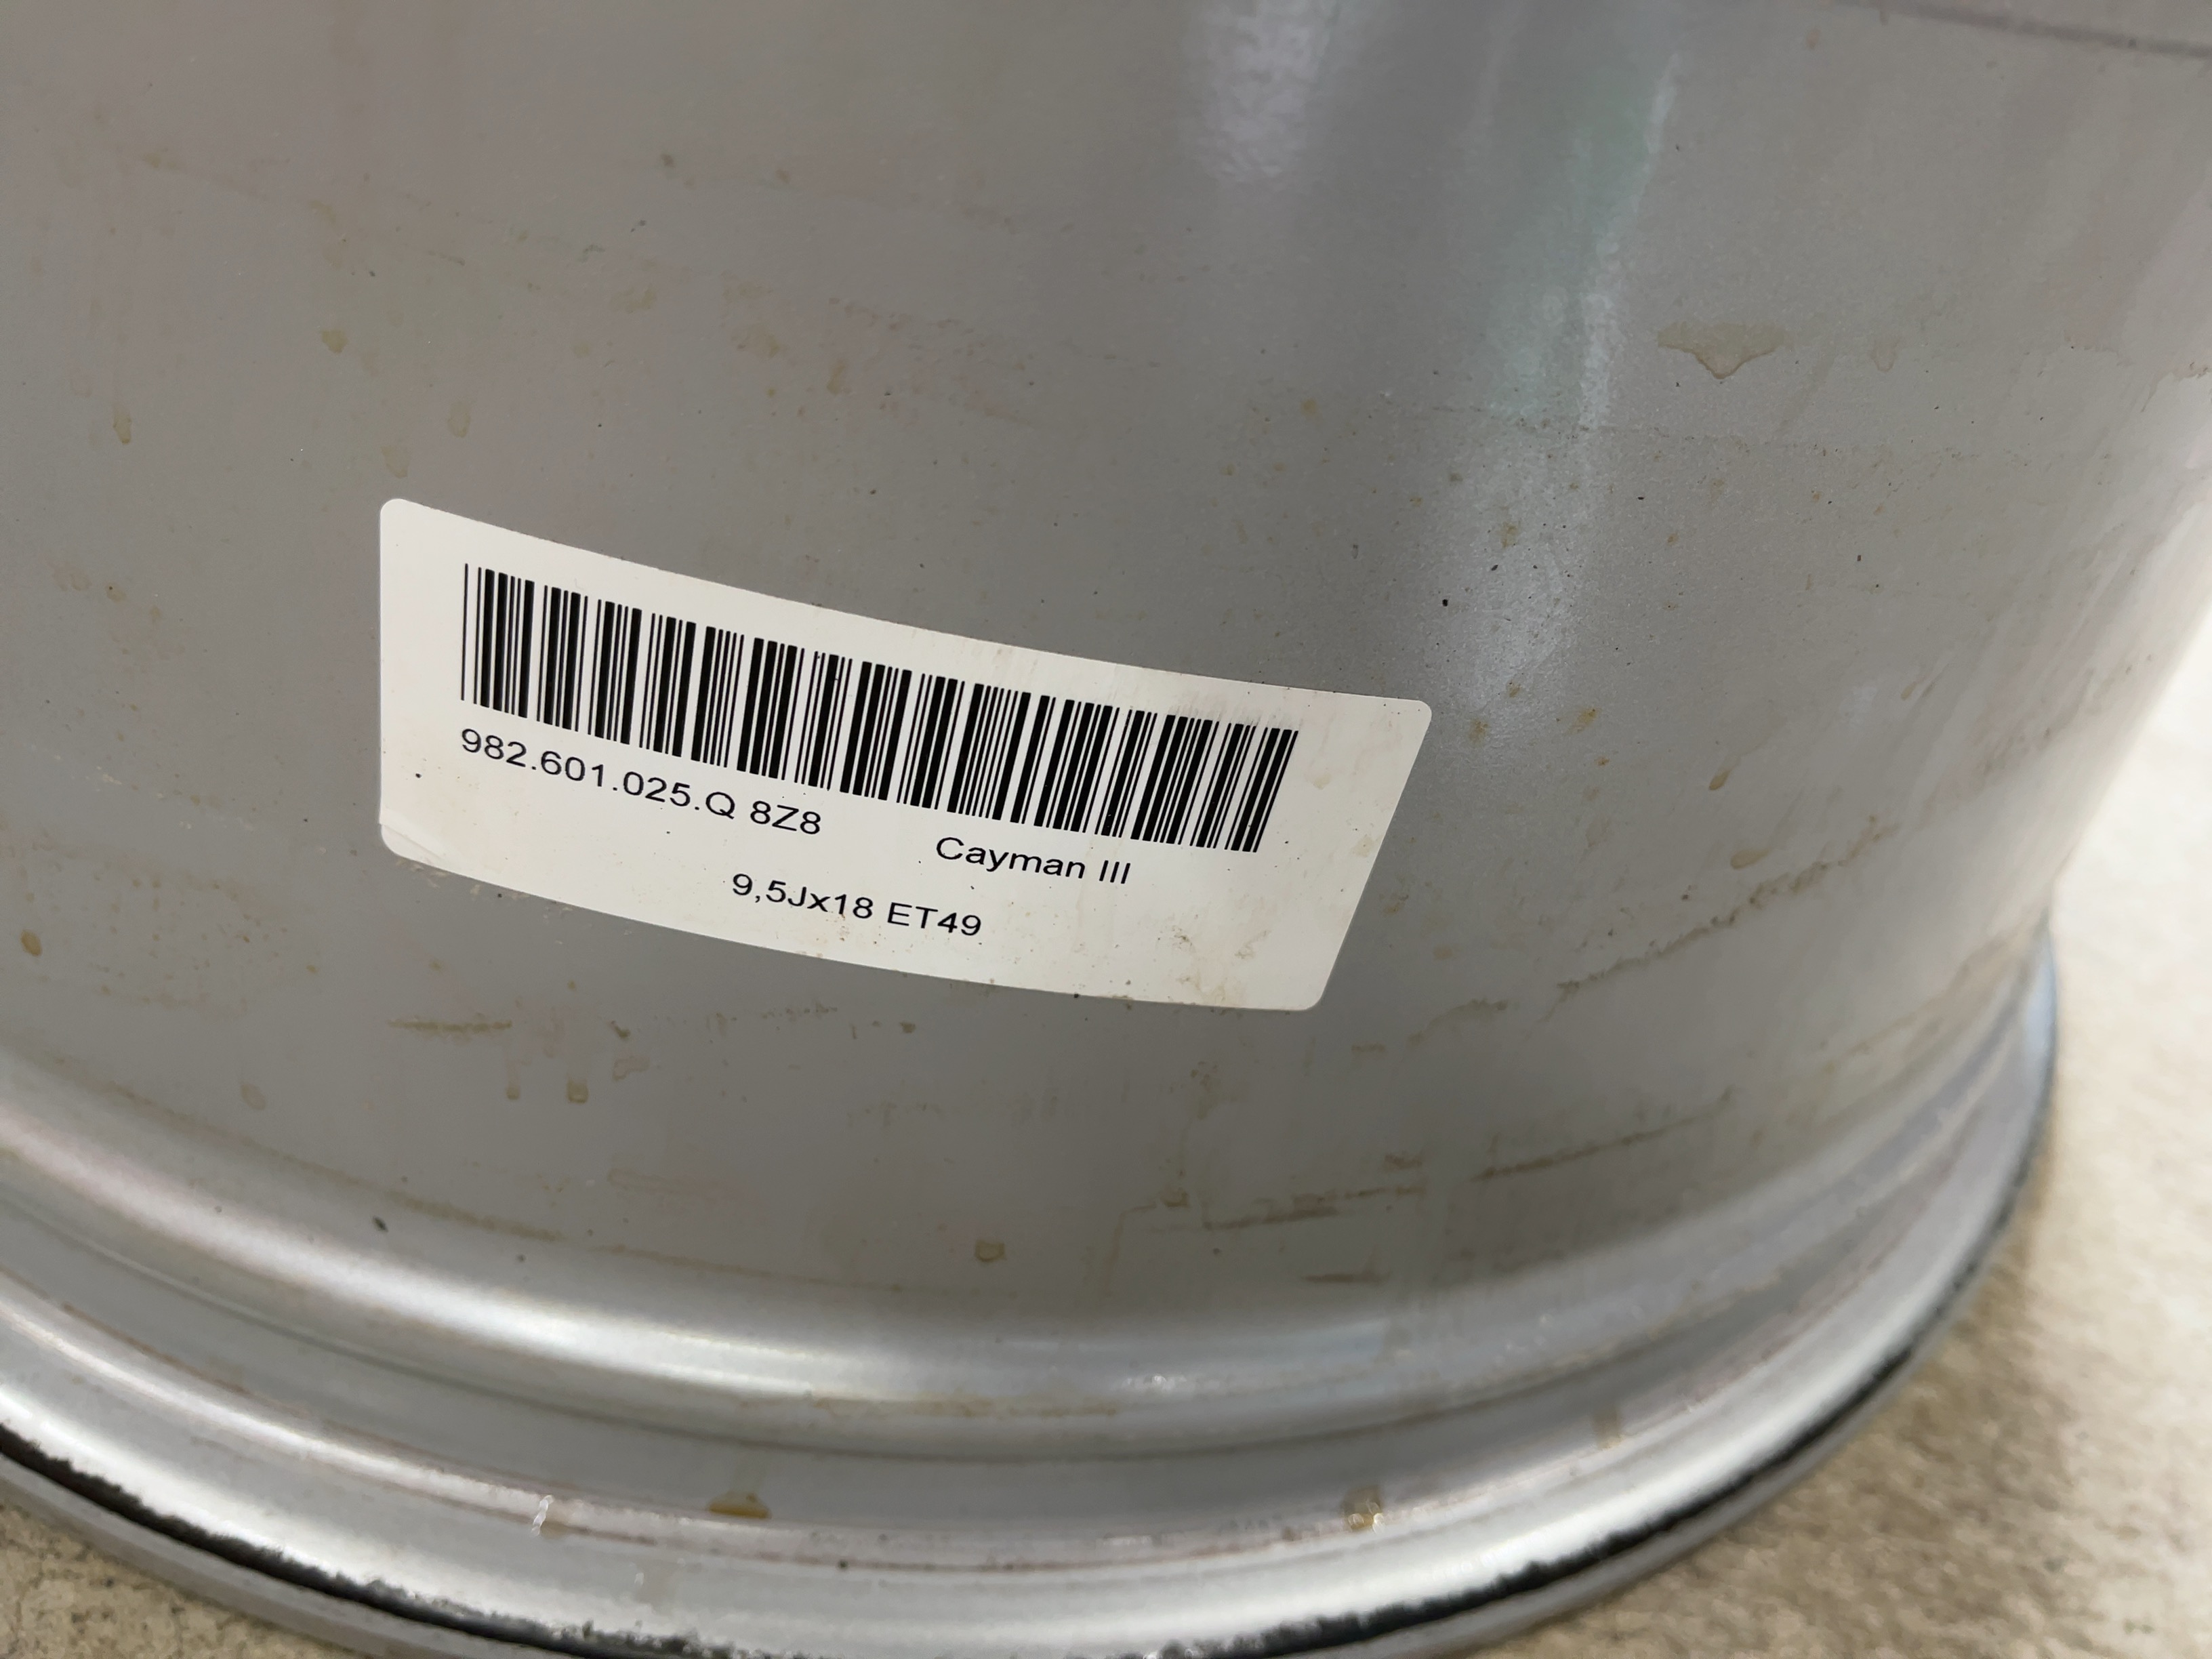 982.601.025.Q 8Z8
Cayman III
9,5Jx18 ET49